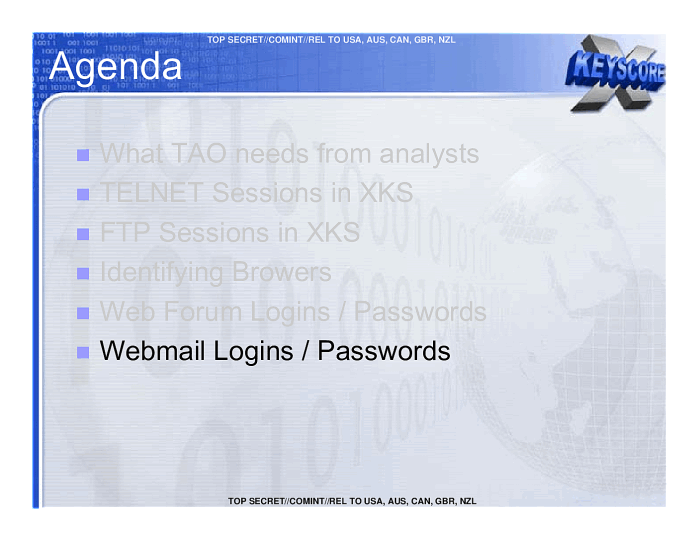 TOP SECRET//COMINT//REL TO USA, AUS, CAN, GBR, NZL
Agenda
X
KEYSCORE
What TAO needs from analysts
TELNET Sessions in XKS
FTP Sessions in XKS
Identifying Browers
Web Forum Logins / Passwords
Webmail Logins / Passwords
TOP SECRET//COMINT//REL TO USA, AUS, CAN, GBR, NZL